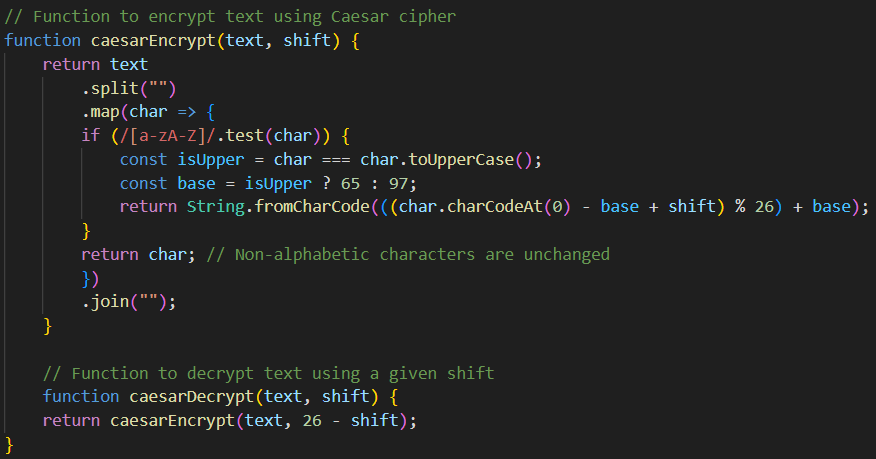 // Function to encrypt text using Caesar cipher
function caesarEncrypt(text, shift) {
    return text
        .split("")
        .map(char => {
        if (/[a-zA-Z]/.test(char)) {
            const isUpper = char === char.toUpperCase();
            const base = isUpper ? 65 : 97;
            return String.fromCharCode(((char.charCodeAt(0) - base + shift) % 26) + base);
        }
        return char; // Non-alphabetic characters are unchanged
        })
        .join("");
    }

    // Function to decrypt text using a given shift
    function caesarDecrypt(text, shift) {
    return caesarEncrypt(text, 26 - shift);
}